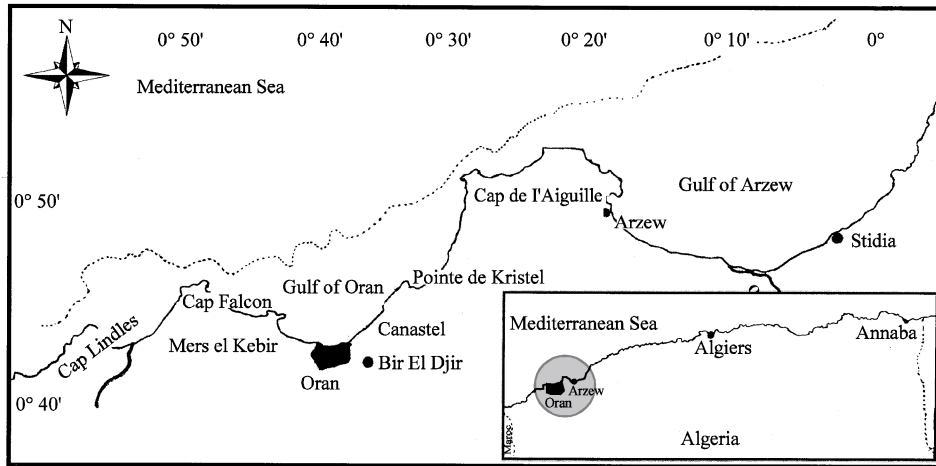 N
0° 50'
0° 40'
0° 30'
0° 20'
0° 10'
0°
Mediterranean Sea
0° 50'
Cap de I'Aiguille
Gulf of Arzew
Arzew
Stidia
Pointe de Kristel
Gulf of Oran
Cap Falcon
Canastel
Cap Lindles
Mers el Kebir
Bir El Djir
Oran
0° 40'
Mediterranean Sea
Algiers
Annaba
Arzew
Oran
Maroc
Algeria